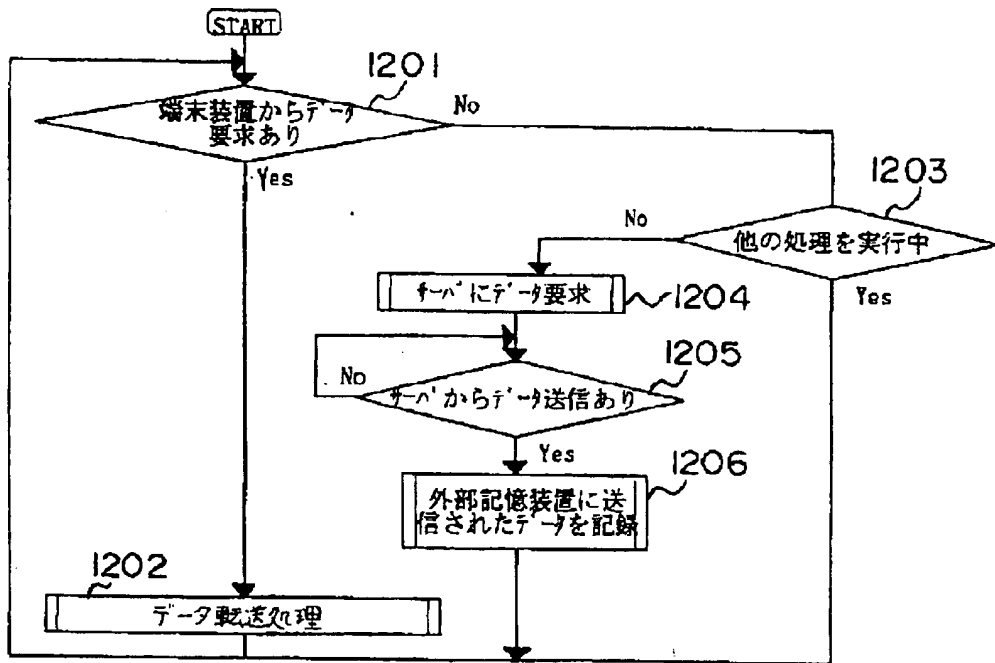 START
1201
端末装置からデータ
要求あり
No
Yes
1203
他の処理を実行中
No
Yes
サーバにデータ要求
1204
1205
サーバからデータ送信あり
No
Yes
1206
外部記憶装置に送
信されたデータを記録
1202
データ転送処理